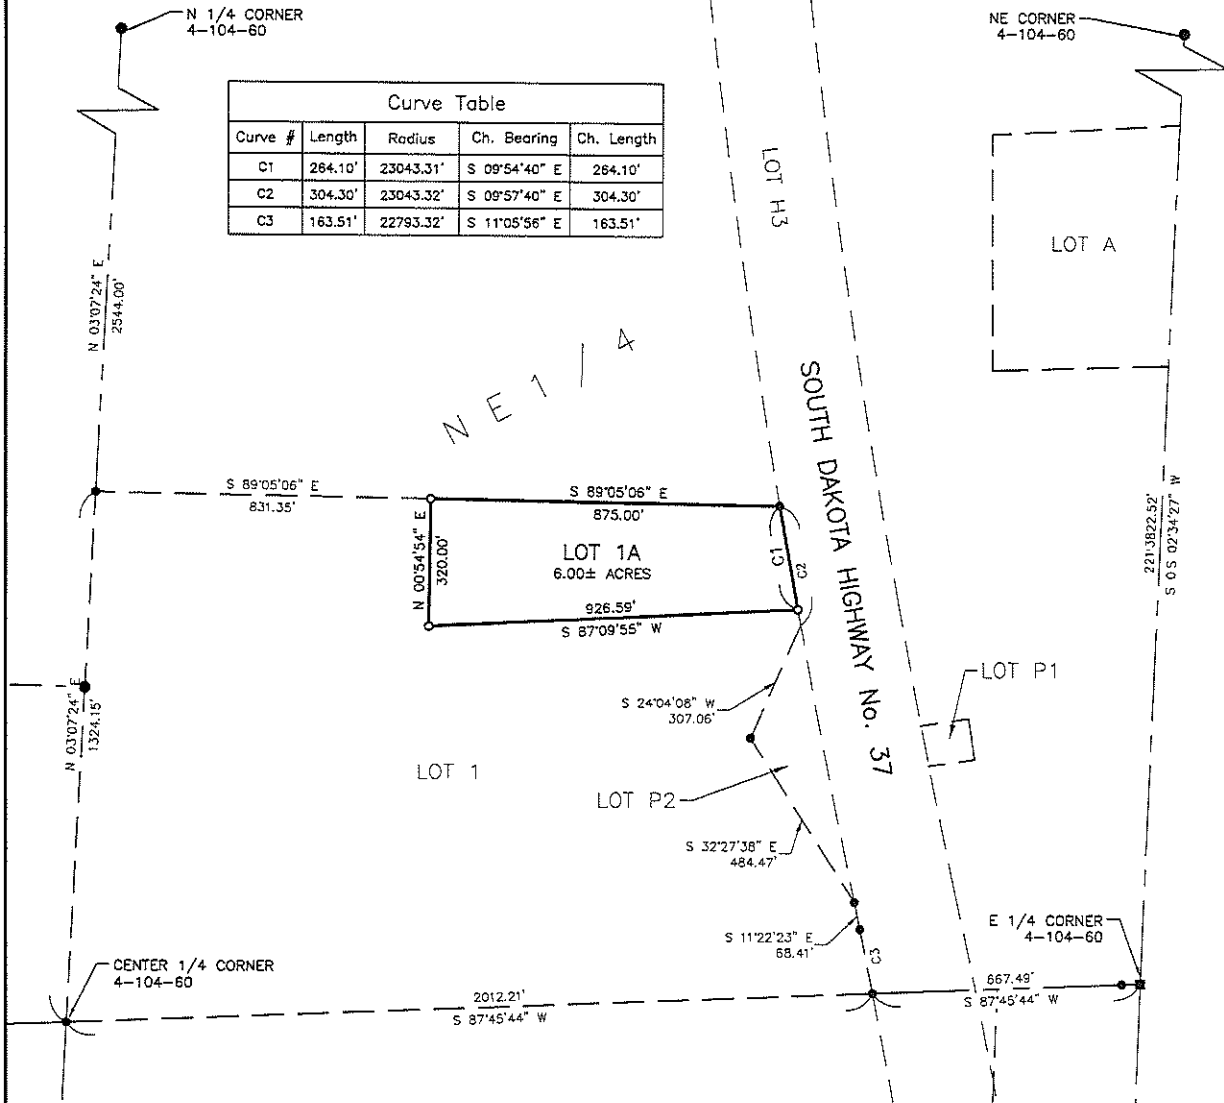 N 1/4 CORNER
4-104-60
NE CORNER
4-104-60
Curve Table
Curve # Length Radius Ch. Bearing Ch. Length
C1 264.10' 23043.31' S 09°54'40" E 264.10'
C2 304.30' 23043.32' S 09°57'40" E 304.30'
C3 163.51' 22793.32' S 11°05'56" E 163.51'
LOT H3
LOT A
N 03°07'24" E
2544.00'
NE 1/4
SOUTH DAKOTA HIGHWAY No. 37
S 89°05'06" E
831.35'
S 89°05'06" E
875.00'
N 00°54'54" E
320.00'
LOT 1A
6.00± ACRES
C1
C2
926.59'
S 87°09'55" W
S 02°34'27" W
LOT P1
S 24°04'08" W
307.06'
N 03°07'24" E
1324.15'
LOT 1
LOT P2
S 32°27'38" E
484.47'
S 11°22'23" E
68.41'
C3
E 1/4 CORNER
4-104-60
CENTER 1/4 CORNER
4-104-60
2012.21'
S 87°45'44" W
667.49'
S 87°45'44" W